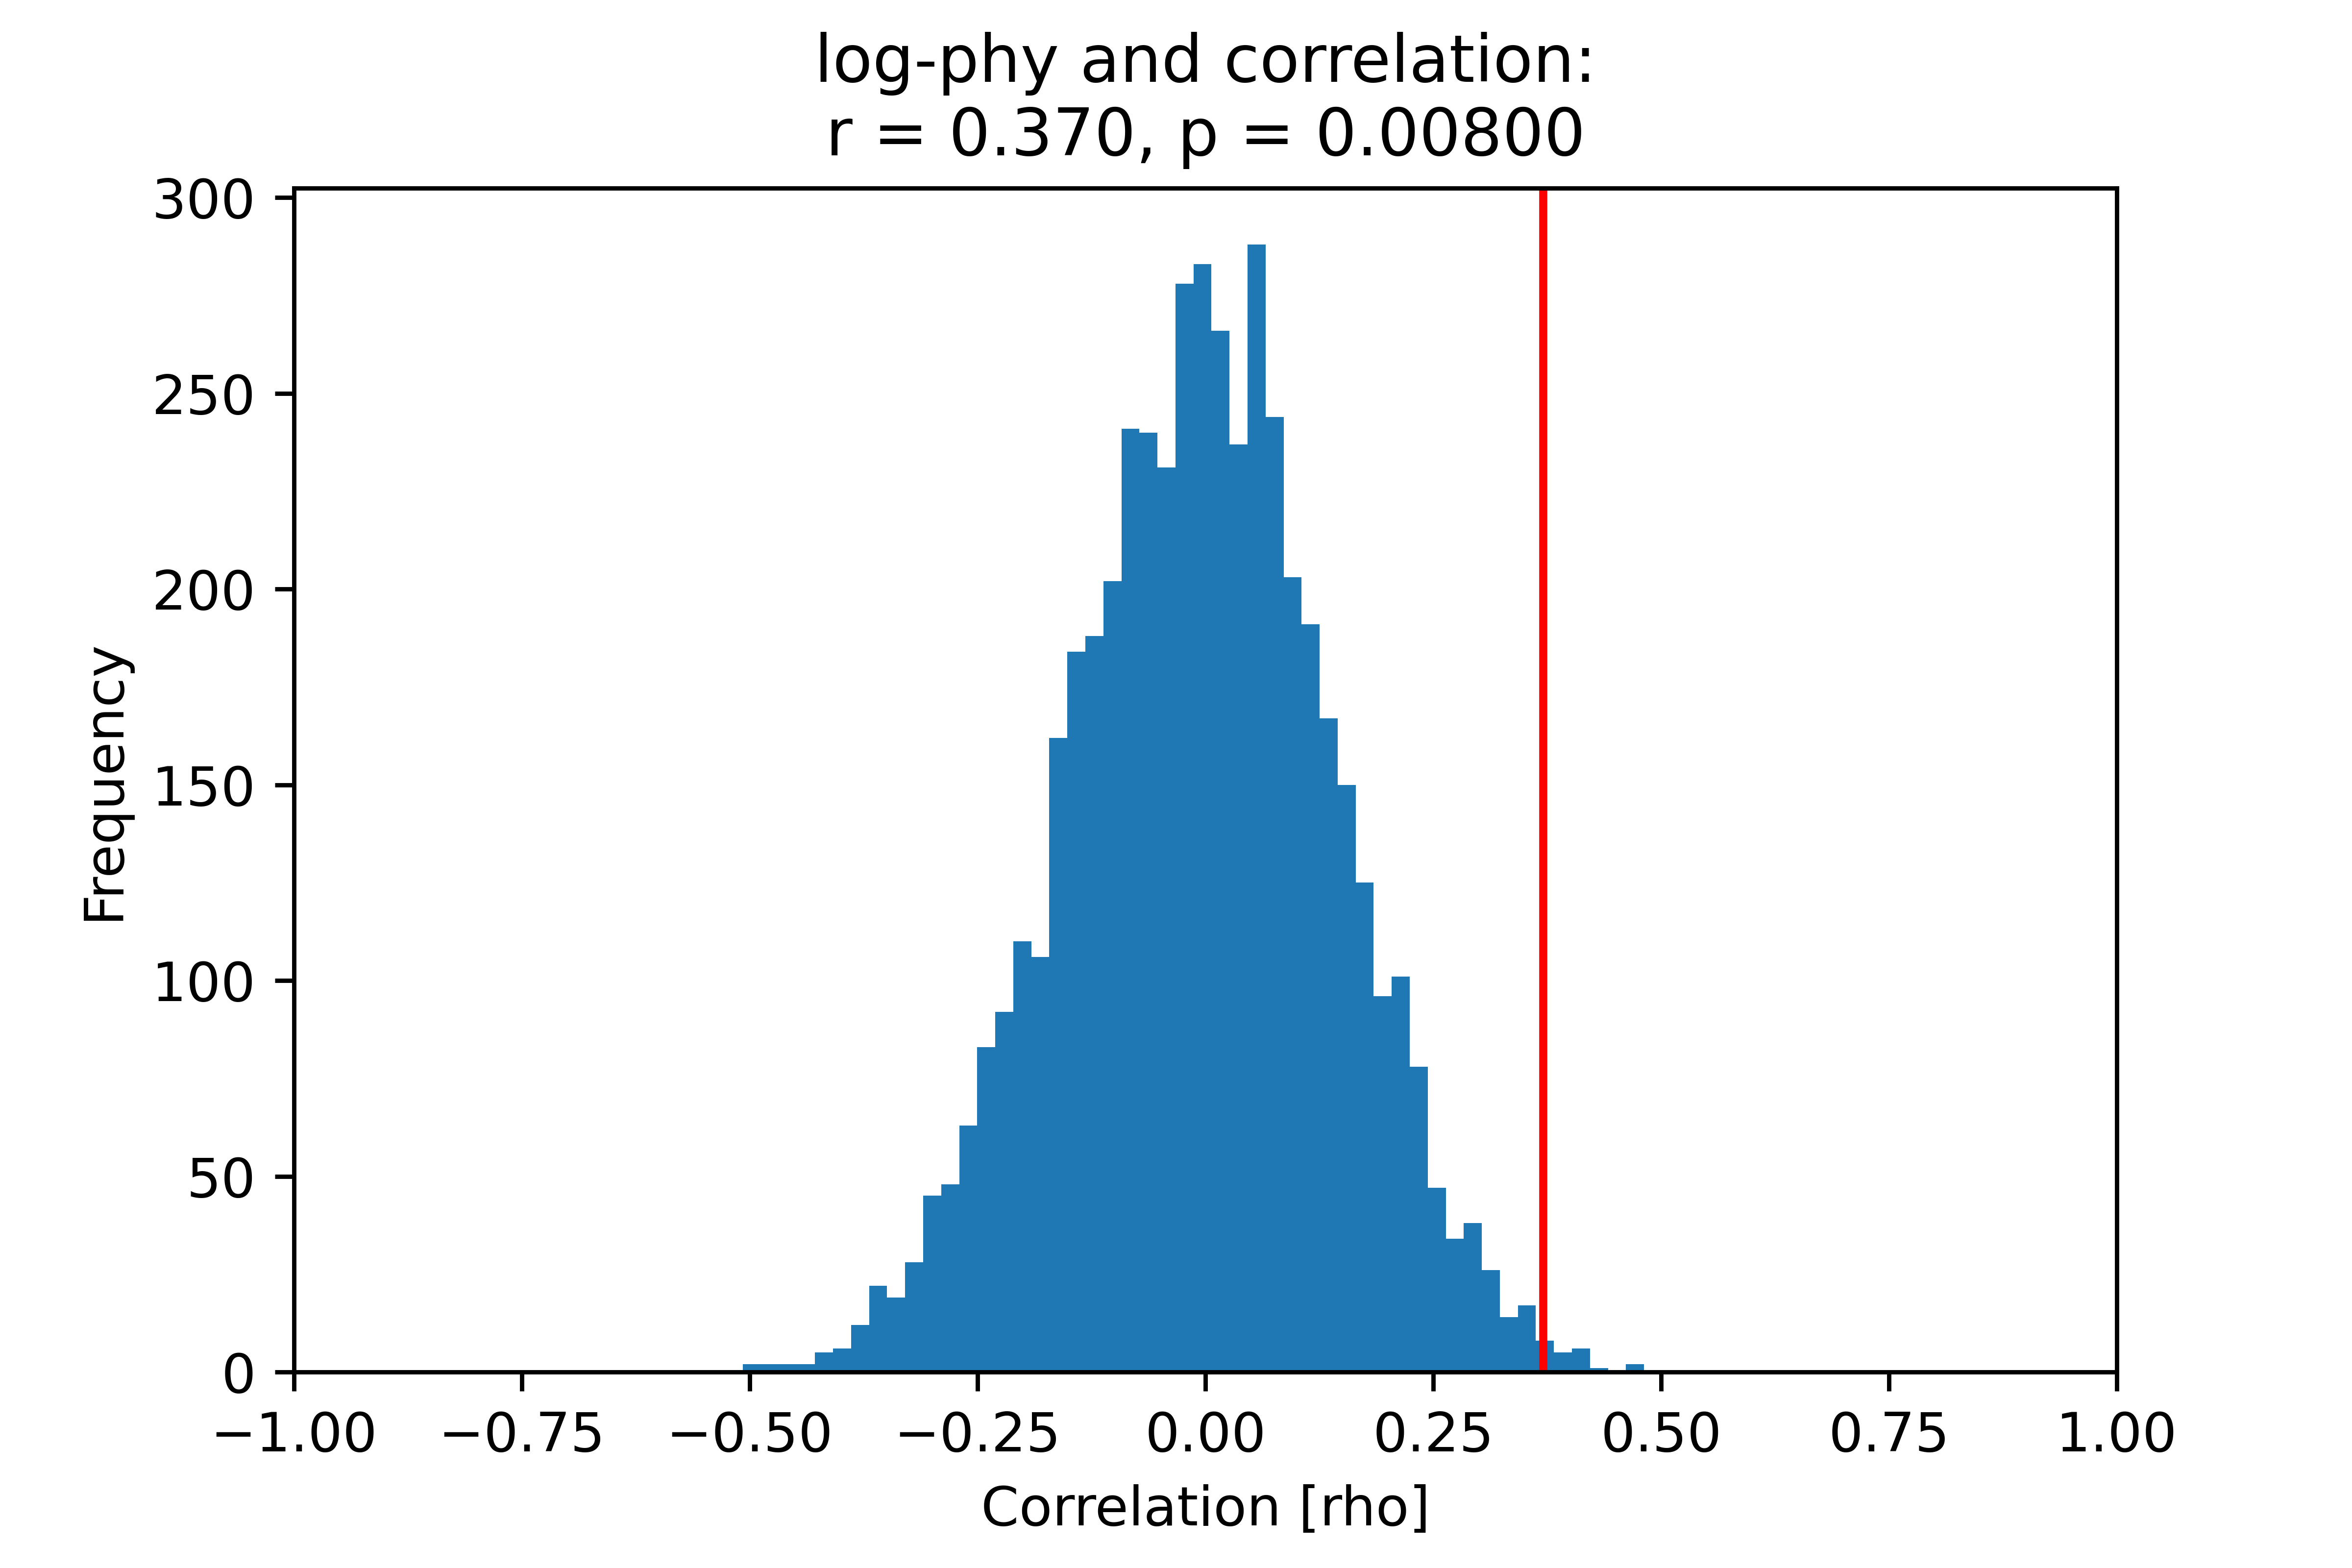 log-phy and correlation:
r = 0.370, p = 0.00800
300
250
200
150
100
50
0
Frequency
−1.00 −0.75 −0.50 −0.25 0.00 0.25 0.50 0.75 1.00
Correlation [rho]